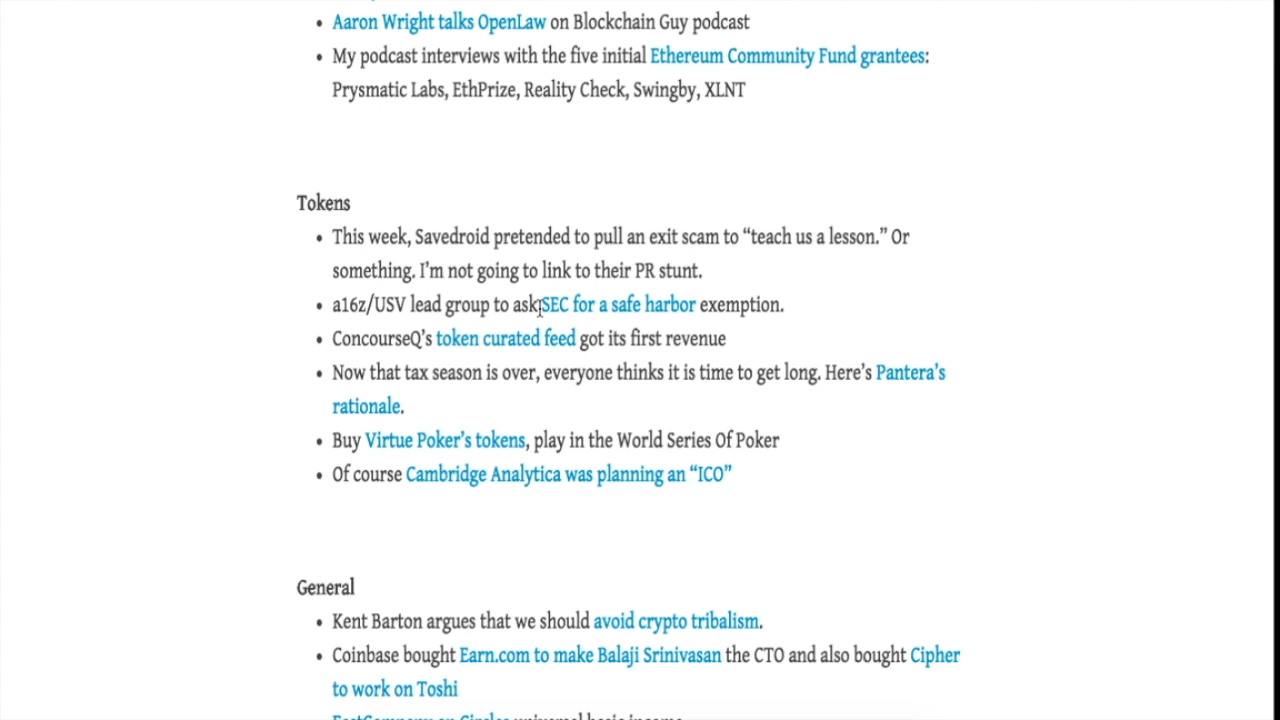 • Aaron Wright talks OpenLaw on Blockchain Guy podcast
• My podcast interviews with the five initial Ethereum Community Fund grantees:
Prysmatic Labs, EthPrize, Reality Check, Swingby, XLNT
Tokens
• This week, Savedroid pretended to pull an exit scam to “teach us a lesson.” Or
something. I’m not going to link to their PR stunt.
• a16z/USV lead group to ask SEC for a safe harbor exemption.
• ConcourseQ’s token curated feed got its first revenue
• Now that tax season is over, everyone thinks it is time to get long. Here’s Pantera’s
rationale.
• Buy Virtue Poker’s tokens, play in the World Series Of Poker
• Of course Cambridge Analytica was planning an “ICO”
General
• Kent Barton argues that we should avoid crypto tribalism.
• Coinbase bought Earn.com to make Balaji Srinivasan the CTO and also bought Cipher
to work on Toshi
FastCompany on Circles universal basic income